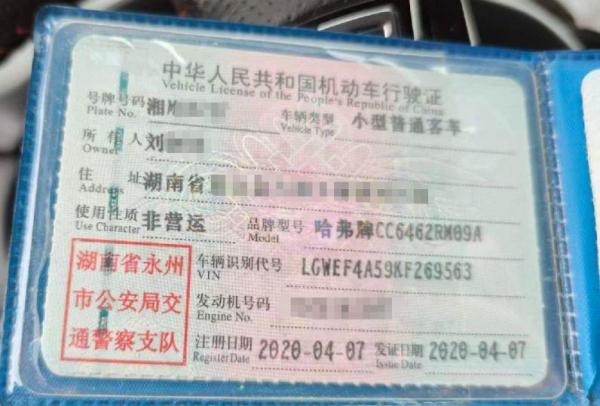 中华人民共和国机动车行驶证
Vehicle License of the People's Republic of China
号牌号码 湘M 车辆类型 小型普通客车
Plate No. Vehicle Type
所有人 刘
Owner
住址 湖南省
Address
使用性质 非营运 品牌型号 哈弗牌CC6462RM09A
Use Character Model
湖南省永州 车辆识别代号 LGWEF4A59KF269563
VIN
市公安局交 发动机号码
Engine No.
通警察支队 注册日期 2020-04-07 发证日期 2020-04-07
Register Date Issue Date